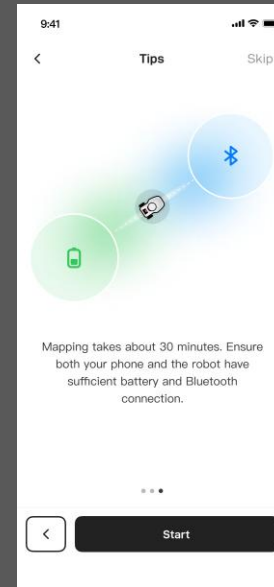 9:41
Tips
Skip
Mapping takes about 30 minutes. Ensure
both your phone and the robot have
sufficient battery and Bluetooth
connection.
Start